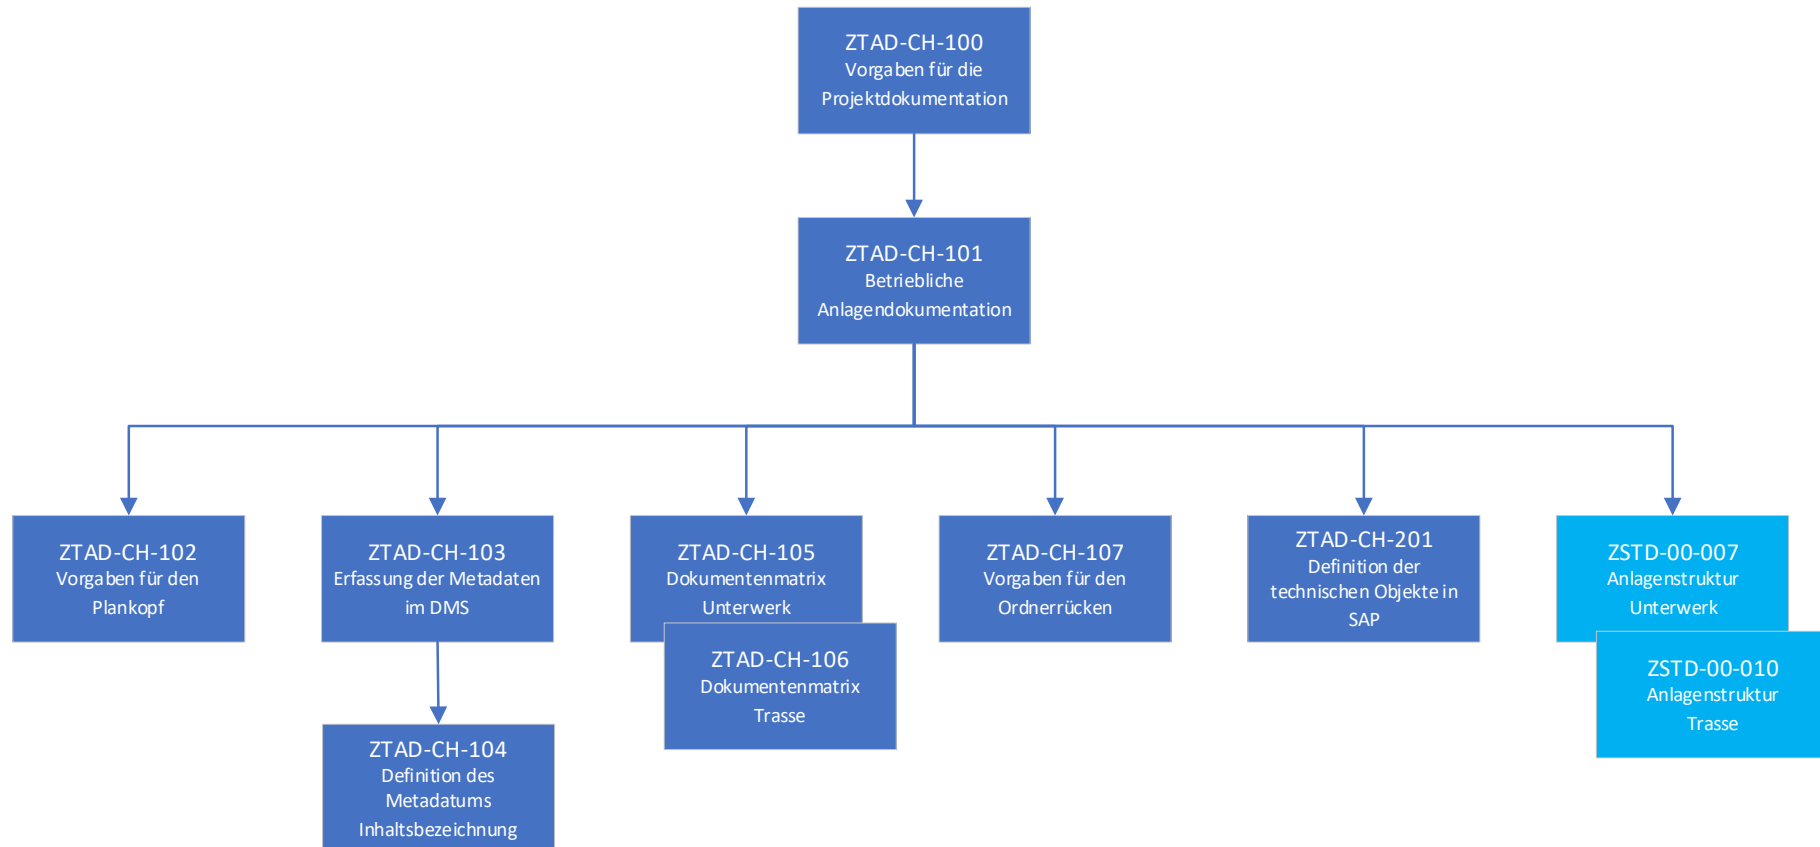 ZTAD-CH-100
Vorgaben für die
Projektdokumentation
ZTAD-CH-101
Betriebliche
Anlagendokumentation
ZTAD-CH-102
Vorgaben für den
Plankopf
ZTAD-CH-103
Erfassung der Metadaten
im DMS
ZTAD-CH-104
Definition des
Metadatums
Inhaltsbezeichnung
ZTAD-CH-105
Dokumentenmatrix
Unterwerk
ZTAD-CH-106
Dokumentenmatrix
Trasse
ZTAD-CH-107
Vorgaben für den
Ordnerrücken
ZTAD-CH-201
Definition der
technischen Objekte in
SAP
ZSTD-00-007
Anlagenstruktur
Unterwerk
ZSTD-00-010
Anlagenstruktur
Trasse